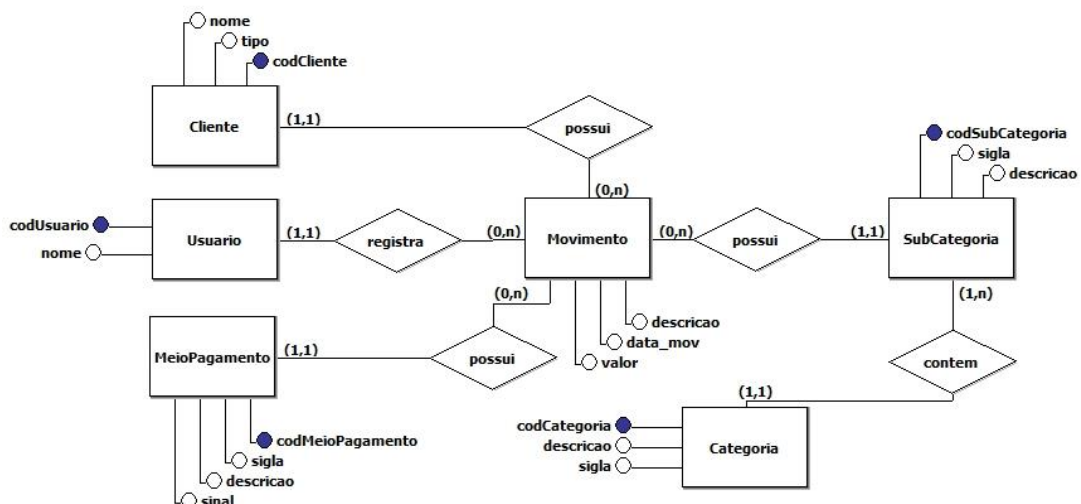 nome
tipo
codCliente
Cliente
(1,1)
possui
(0,n)
codUsuario
nome
Usuario
(1,1)
registra
(0,n)
Movimento
(0,n)
possui
(1,1)
SubCategoria
codSubCategoria
sigla
descricao
(1,n)
contem
(1,1)
Categoria
codCategoria
descricao
sigla
(0,n)
descricao
data_mov
valor
possui
(1,1)
MeioPagamento
codMeioPagamento
sigla
descricao
sinal